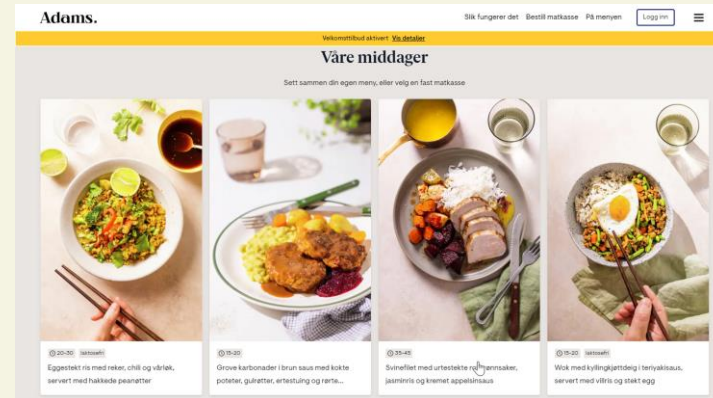 Adams.
Slik fungerer det Bestill matkasse På menyen Logg inn
Velkomsttilbud aktivert Vis detaljer
Våre middager
Sett sammen din egen meny, eller velg en fast matkasse
20-30 laktosefri
Eggestekt ris med reker, chili og vårløk,
servert med hakkede peanøtter
15-20
Grove karbonader i brun saus med kokte
poteter, gulrøtter, ertestuing og rørte...
35-45
Svinefilet med urtestekte
jasminris og kremet appelsinsaus
15-20 laktosefri
Wok med kyllingkjøttdeig i teriyakisaus,
servert med villris og stekt egg